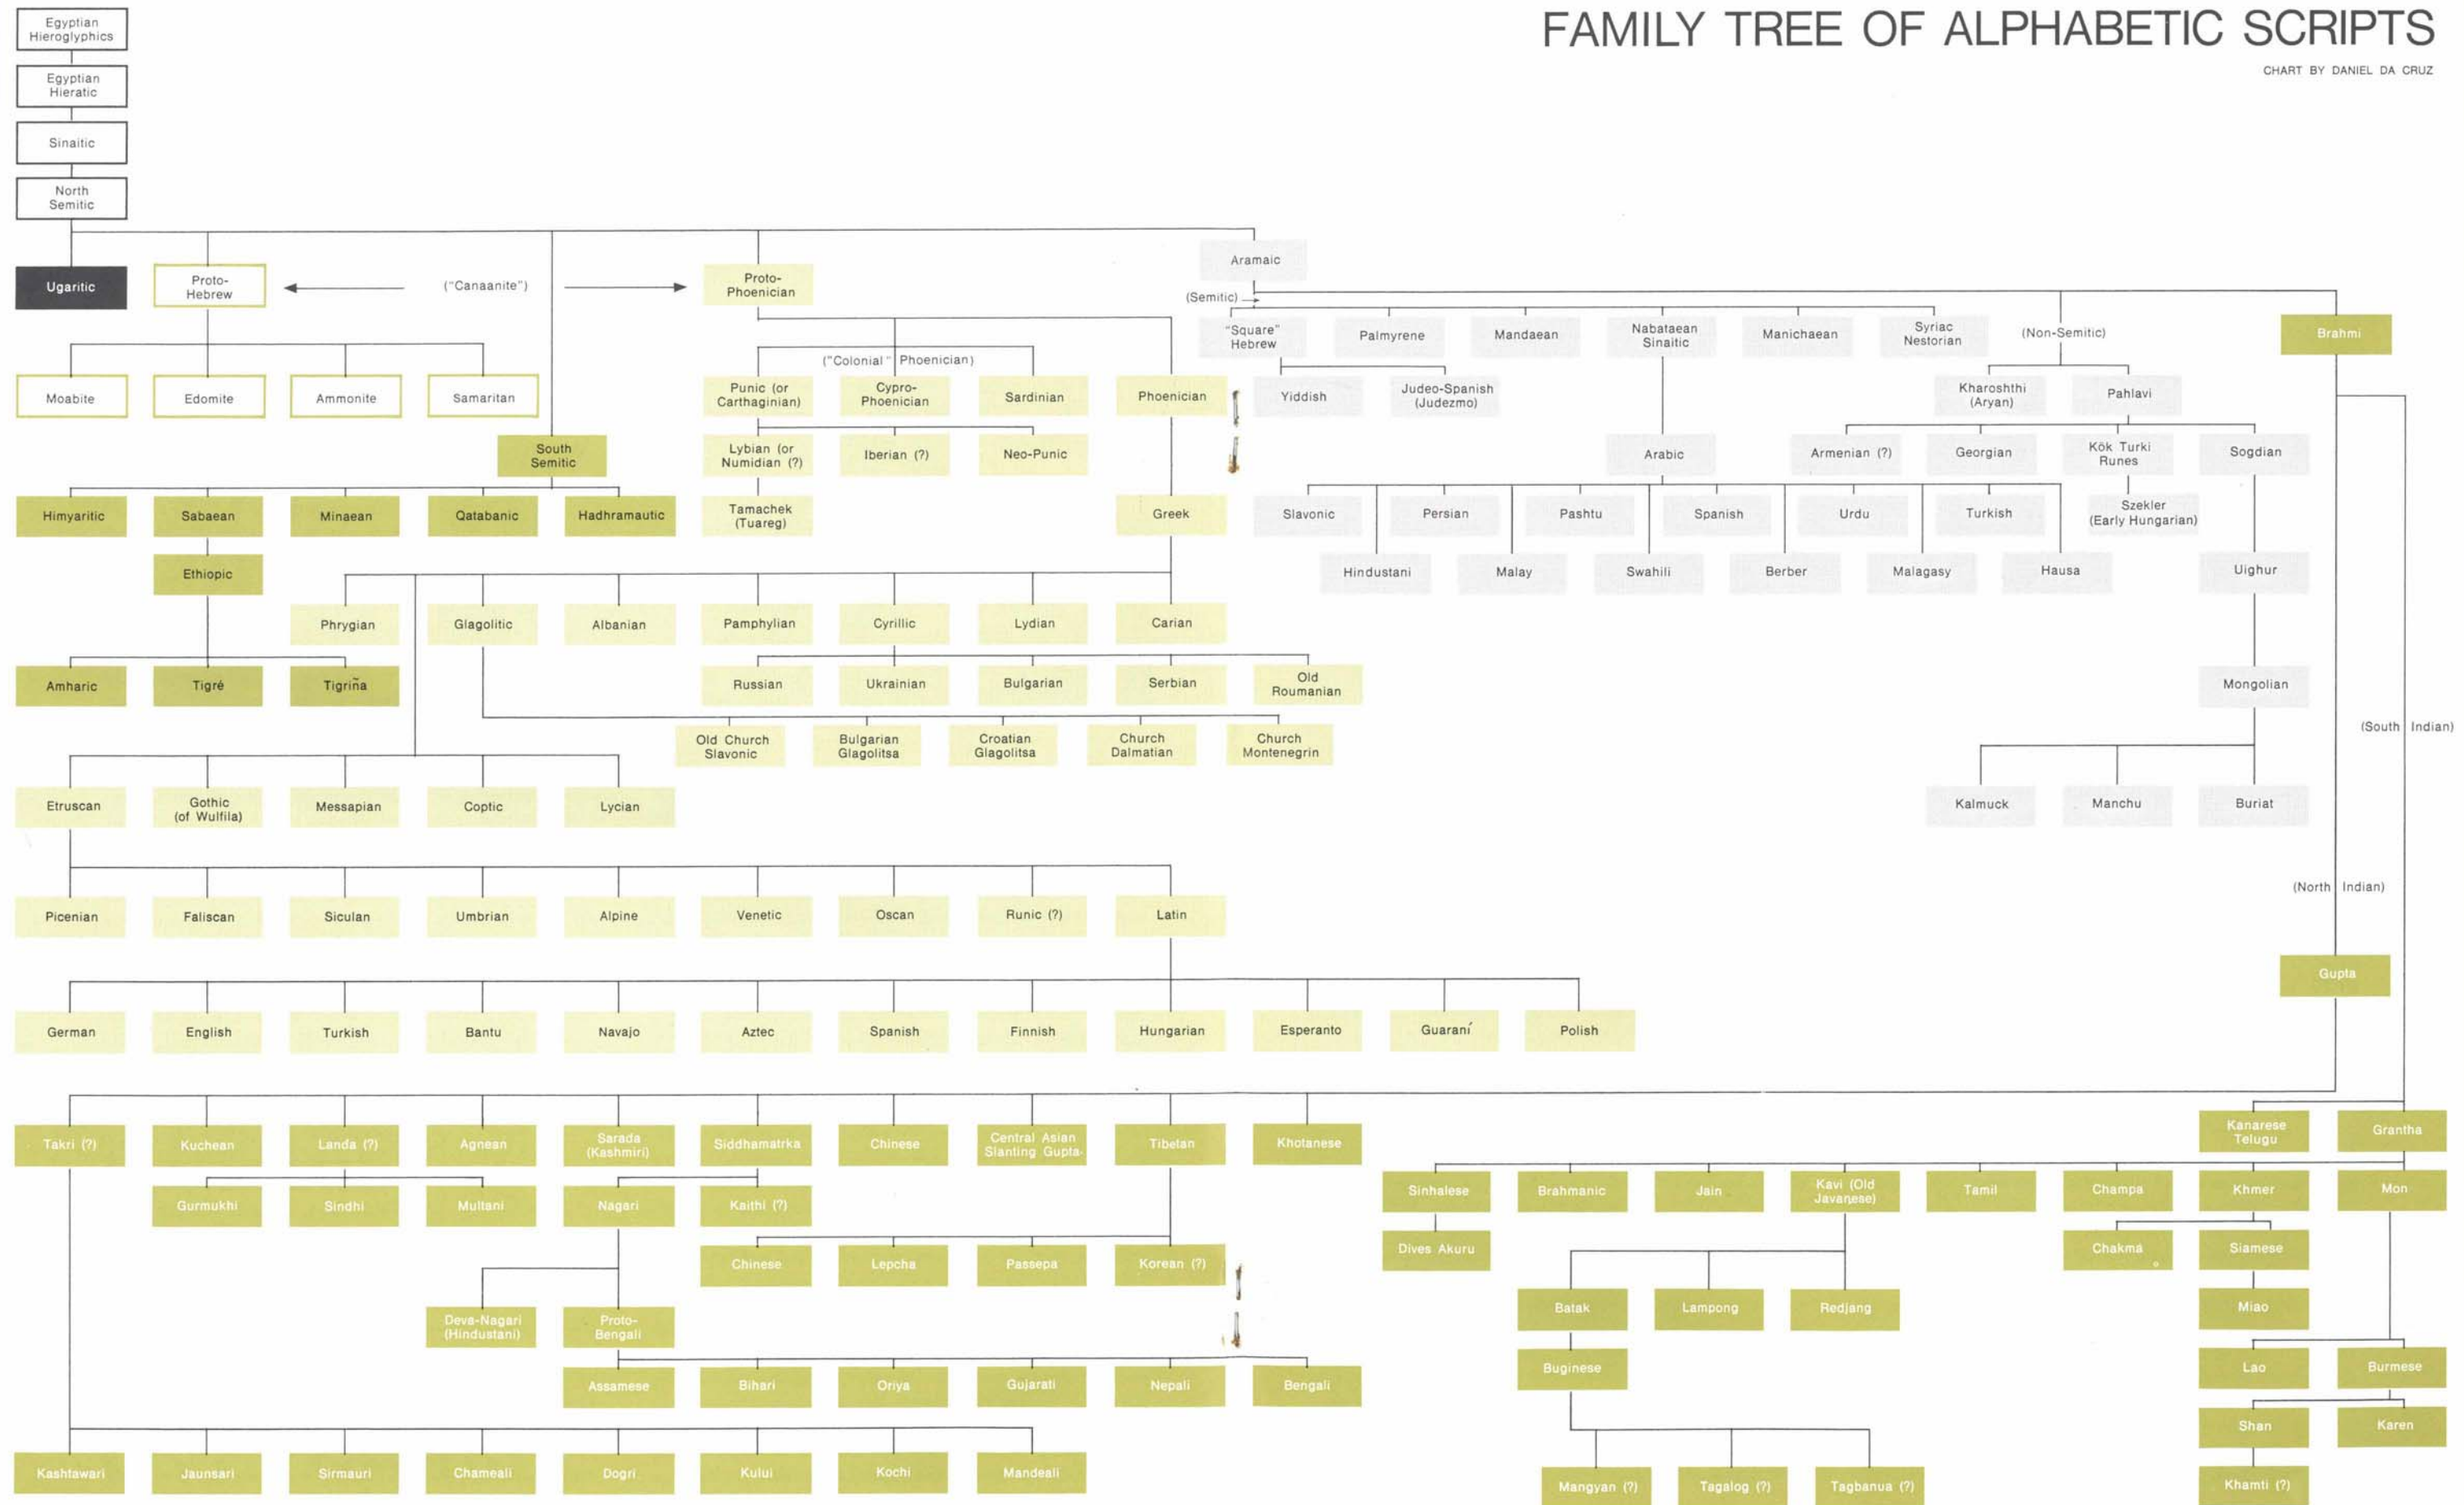 FAMILY TREE OF ALPHABETIC SCRIPTS
CHART BY DANIEL DA CRUZ
Egyptian
Hieroglyphics
Egyptian
Hieratic
Sinaitic
North
Semitic
Ugaritic
Proto-
Hebrew
("Canaanite")
Proto-
Phoenician
Aramaic
(Semitic)
"Square"
Hebrew
Palmyrene
Mandaean
Nabataean
Sinaitic
Manichaean
Syriac
Nestorian
(Non-Semitic)
Brahmi
Moabite
Edomite
Ammonite
Samaritan
("Colonial" Phoenician)
Punic (or
Carthaginian)
Cypro-
Phoenician
Sardinian
Phoenician
Yiddish
Judeo-Spanish
(Judezmo)
Kharoshthi
(Aryan)
Pahlavi
South
Semitic
Lybian (or
Numidian (?)
Iberian (?)
Neo-Punic
Arabic
Armenian (?)
Georgian
Kök Turki
Runes
Sogdian
Himyaritic
Sabaean
Minaean
Qatabanic
Hadhramautic
Tamachek
(Tuareg)
Greek
Slavonic
Persian
Pashtu
Spanish
Urdu
Turkish
Szekler
(Early Hungarian)
Ethiopic
Hindustani
Malay
Swahili
Berber
Malagasy
Hausa
Uighur
Phrygian
Glagolitic
Albanian
Pamphylian
Cyrillic
Lydian
Carian
Amharic
Tigré
Tigriña
Russian
Ukrainian
Bulgarian
Serbian
Old
Roumanian
Mongolian
Old Church
Slavonic
Bulgarian
Glagolitsa
Croatian
Glagolitsa
Church
Dalmatian
Church
Montenegrin
(South Indian)
Etruscan
Gothic
(of Wulfila)
Messapian
Coptic
Lycian
Kalmuck
Manchu
Buriat
(North Indian)
Picenian
Faliscan
Siculan
Umbrian
Alpine
Venetic
Oscan
Runic (?)
Latin
Gupta
German
English
Turkish
Bantu
Navajo
Aztec
Spanish
Finnish
Hungarian
Esperanto
Guaraní
Polish
Takri (?)
Kuchean
Landa (?)
Agnean
Sarada
(Kashmiri)
Siddhamatrka
Chinese
Central Asian
Slanting Gupta
Tibetan
Khotanese
Kanarese
Telugu
Grantha
Gurmukhi
Sindhi
Multani
Nagari
Kaithi (?)
Sinhalese
Brahmanic
Jain
Kavi (Old
Javanese)
Tamil
Champa
Khmer
Mon
Chinese
Lepcha
Passepa
Korean (?)
Dives Akuru
Chakma
Siamese
Deva-Nagari
(Hindustani)
Proto-
Bengali
Batak
Lampong
Redjang
Miao
Assamese
Bihari
Oriya
Gujarati
Nepali
Bengali
Buginese
Lao
Burmese
Shan
Karen
Kashtawari
Jaunsari
Sirmauri
Chameali
Dogri
Kului
Kochi
Mandeali
Mangyan (?)
Tagalog (?)
Tagbanua (?)
Khamti (?)